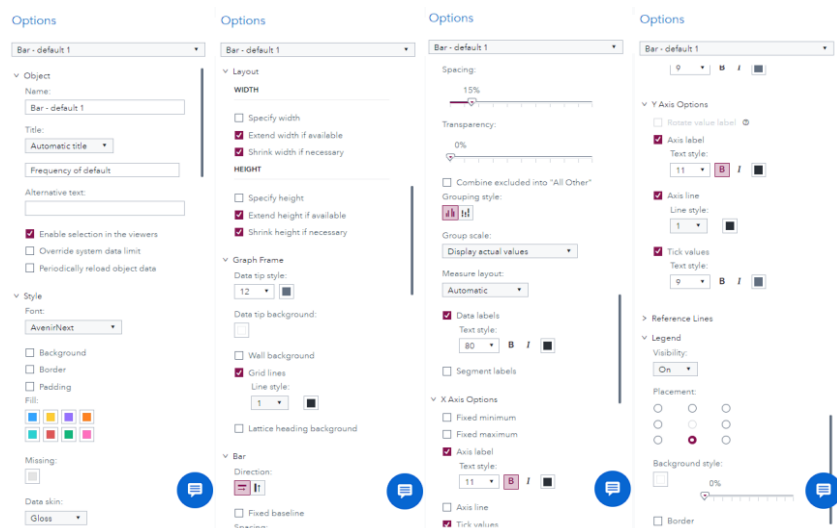 Options
Bar - default 1
Object
Name:
Bar - default 1
Title:
Automatic title
Frequency of default
Alternative text:
Enable selection in the viewers
Override system data limit
Periodically reload object data
Style
Font:
AvenirNext
Background
Border
Padding
Fill:
Missing:
Data skin:
Gloss
Options
Bar - default 1
Layout
WIDTH
Specify width
Extend width if available
Shrink width if necessary
HEIGHT
Specify height
Extend height if available
Shrink height if necessary
Graph Frame
Data tip style:
12
Data tip background:
Wall background
Grid lines
Line style:
1
Lattice heading background
Bar
Direction:
Fixed baseline
Spacing:
Options
Bar - default 1
Spacing:
15%
Transparency:
0%
Combine excluded into "All Other"
Grouping style:
Group scale:
Display actual values
Measure layout:
Automatic
Data labels
Text style:
80 B I
Segment labels
X Axis Options
Fixed minimum
Fixed maximum
Axis label
Text style:
11 B I
Axis line
Tick values
Options
Bar - default 1
9 B I
Y Axis Options
Rotate value label
Axis label
Text style:
11 B I
Axis line
Line style:
1
Tick values
Text style:
9 B I
Reference Lines
Legend
Visibility:
On
Placement:
Background style:
0%
Border